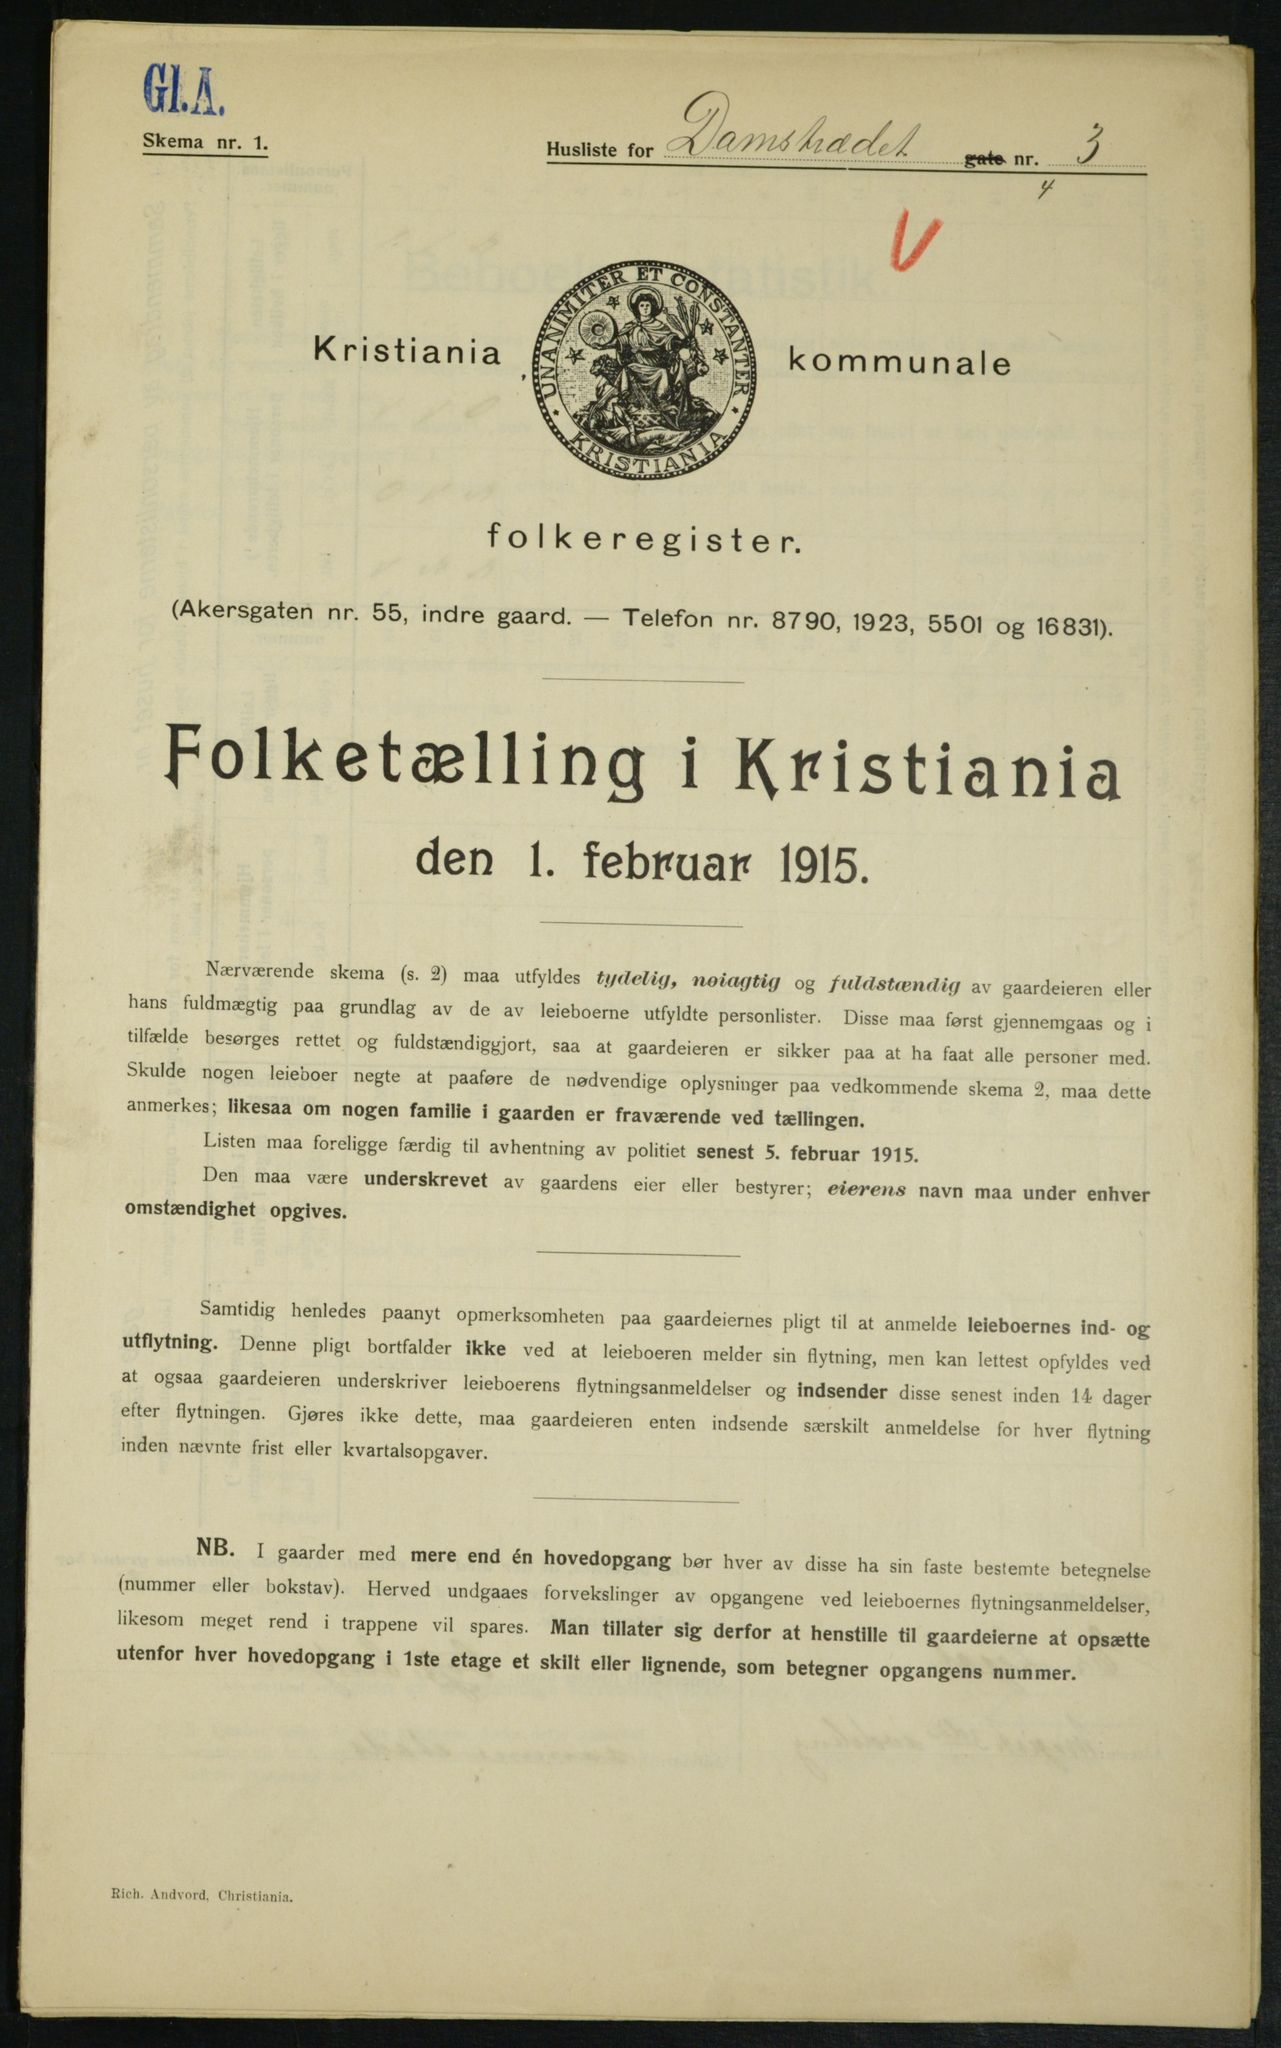 Gl. A.
Skema nr. 1.
Husliste for Damstrædet gate nr. 3
4
V
Kristiania
UNANIMITER ET CONSTANTER
KRISTIANIA
kommunale
folkeregister.
(Akersgaten nr. 55, indre gaard. — Telefon nr. 8790, 1923, 5501 og 16831).
Folketælling i Kristiania
den 1. februar 1915.
Nærværende skema (s. 2) maa utfyldes tydelig, nøiagtig og fuldstændig av gaardeieren eller
hans fuldmægtig paa grundlag av de av leieboerne utfyldte personlister. Disse maa først gjennemgaas og i
tilfælde besørges rettet og fuldstændiggjort, saa at gaardeieren er sikker paa at ha faat alle personer med.
Skulde nogen leieboer negte at paaføre de nødvendige oplysninger paa vedkommende skema 2, maa dette
anmerkes; likesaa om nogen familie i gaarden er fraværende ved tællingen.
Listen maa foreligge færdig til avhentning av politiet senest 5. februar 1915.
Den maa være underskrevet av gaardens eier eller bestyrer; eierens navn maa under enhver
omstændighet opgives.
Samtidig henledes paanyt opmerksomheten paa gaardeiernes pligt til at anmelde leieboernes ind- og
utflytning. Denne pligt bortfalder ikke ved at leieboeren melder sin flytning, men kan lettest opfyldes ved
at ogsaa gaardeieren underskriver leieboerens flytningsanmeldelser og indsender disse senest inden 14 dager
efter flytningen. Gjøres ikke dette, maa gaardeieren enten indsende særskilt anmeldelse for hver flytning
inden nævnte frist eller kvartalsopgaver.
NB. I gaarder med mere end én hovedopgang bør hver av disse ha sin faste bestemte betegnelse
(nummer eller bokstav). Herved undgaaes forvekslinger av opgangene ved leieboernes flytningsanmeldelser,
likesom meget rend i trappene vil spares. Man tillater sig derfor at henstille til gaardeierne at opsætte
utenfor hver hovedopgang i 1ste etage et skilt eller lignende, som betegner opgangens nummer.
Rich. Andvord, Christiania.